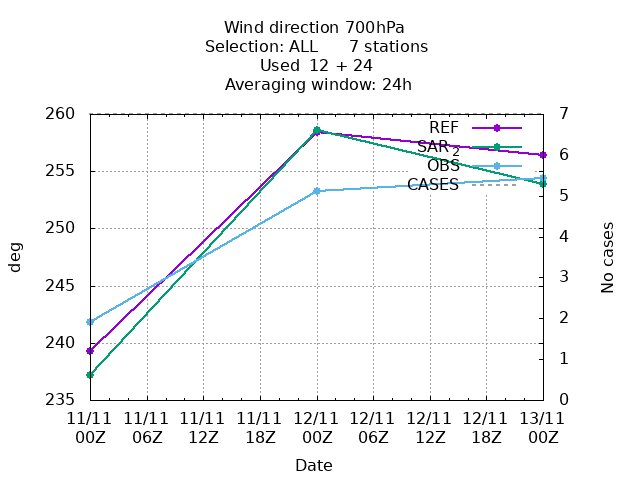 Wind direction 700hPa
Selection: ALL 7 stations
Used 12 + 24
Averaging window: 24h
260 7
REF
SAR 2
255 6
OBS
CASES
5
250
4
deg
No cases
245
3
240
2
1
235 0
11/11 11/11 11/11 11/11 12/11 12/11 12/11 12/11 13/11
00Z 06Z 12Z 18Z 00Z 06Z 12Z 18Z 00Z
Date